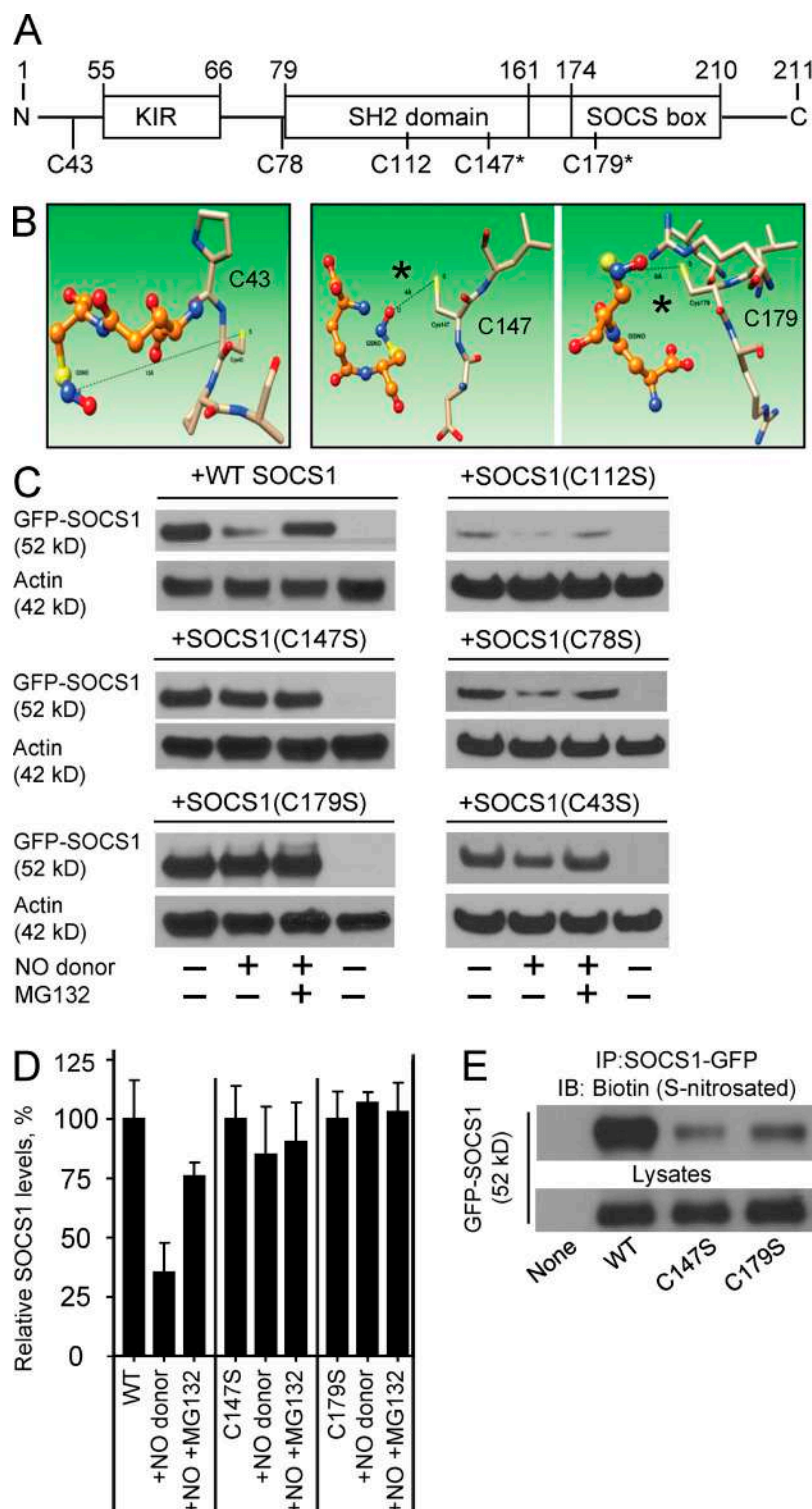 A
1 55 66 79 161 174 210 211
N KIR SH2 domain SOCS box C
C43 C78 C112 C147* C179*
B
C43
*
C147
*
C179
GSNO
Cys147
GSNO
GSNO
C
+WT SOCS1 +SOCS1(C112S)
GFP-SOCS1
(52 kD)
Actin
(42 kD)
+SOCS1(C147S) +SOCS1(C78S)
GFP-SOCS1
(52 kD)
Actin
(42 kD)
+SOCS1(C179S) +SOCS1(C43S)
GFP-SOCS1
(52 kD)
Actin
(42 kD)
NO donor − + + − − + + −
MG132 − − + − − − + −
D
Relative SOCS1 levels, %
125
100
75
50
25
0
WT
+NO donor
+NO +MG132
C147S
+NO donor
+NO +MG132
C179S
+NO donor
+NO +MG132
E
IP:SOCS1-GFP
IB: Biotin (S-nitrosated)
GFP-SOCS1
(52 kD)
Lysates
None WT C147S C179S